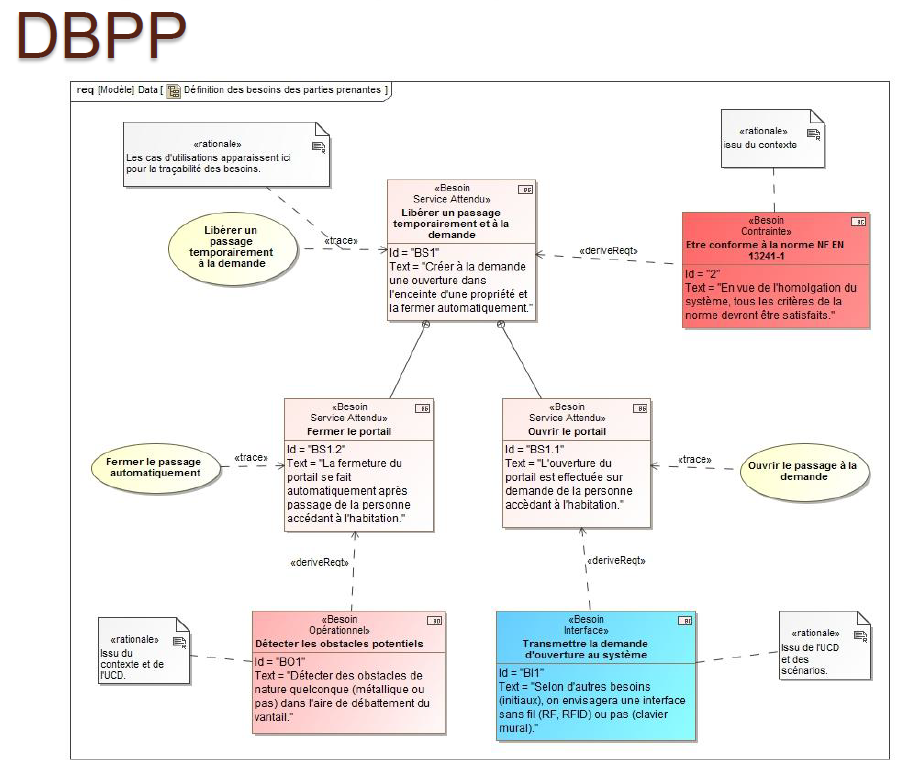 DBPP
req [Modèle] Data [ Définition des besoins des parties prenantes ]
«rationale»
Les cas d'utilisations apparaissent ici
pour la traçabilité des besoins.
«rationale»
issu du contexte
«Besoin
Service Attendu»
Libérer un passage
temporairement et à la
demande
Id = "BS1"
Text = "Créer à la demande
une ouverture dans
l'enceinte d'une propriété et
la fermer automatiquement."
Libérer un
passage
temporairement
à la demande
«trace»
«deriveReqt»
«Besoin
Contrainte»
Etre conforme à la norme NF EN
13241-1
Id = "2"
Text = "En vue de l'homolgation du
système, tous les critères de la
norme devront être satisfaits."
«Besoin
Service Attendu»
Fermer le portail
Id = "BS1.2"
Text = "La fermeture du
portail se fait
automatiquement après
passage de la personne
accédant à l'habitation."
«Besoin
Service Attendu»
Ouvrir le portail
Id = "BS1.1"
Text = "L'ouverture du
portail est effectuée sur
demande de la personne
accèdant à l'habitation."
Fermer le passage
automatiquement
«trace»
«trace»
Ouvrir le passage à la
demande
«deriveReqt»
«deriveReqt»
«rationale»
Issu du
contexte et de
l'UCD.
«Besoin
Opérationnel»
Détecter les obstacles potentiels
Id = "BO1"
Text = "Détecter des obstacles de
nature quelconque (métallique ou
pas) dans l'aire de débattement du
vantail."
«Besoin
Interface»
Transmettre la demande
d'ouverture au système
Id = "BI1"
Text = "Selon d'autres besoins
(initiaux), on envisagera une interface
sans fil (RF, RFID) ou pas (clavier
mural)."
«rationale»
Issu de l'UCD
et des
scénarios.